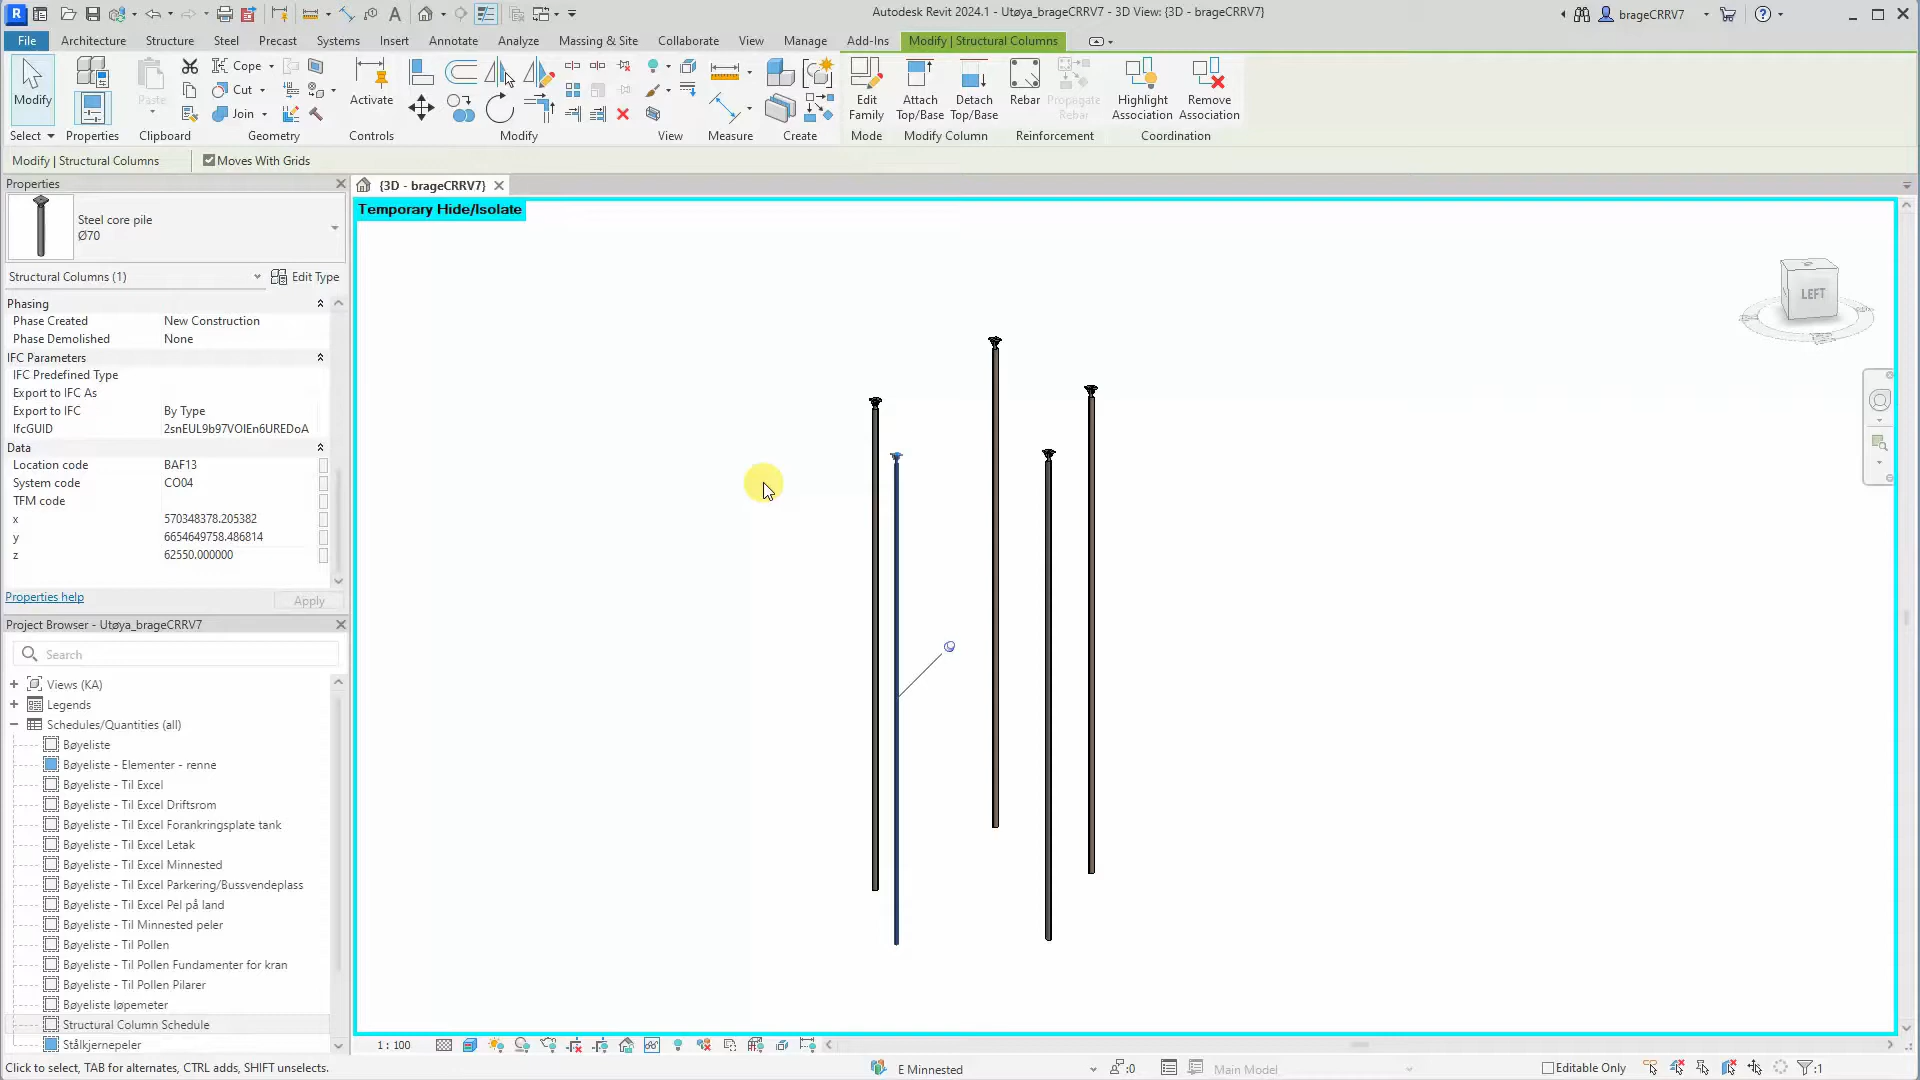 Autodesk Revit 2024.1 - Utøya_brageCRRV7 - 3D View: {3D - brageCRRV7}
brageCRRV7
File Architecture Structure Steel Precast Systems Insert Annotate Analyze Massing & Site Collaborate View Manage Add-Ins Modify | Structural Columns
Modify
Paste
Cope
Cut
Join
Activate
Edit Family
Attach Top/Base
Detach Top/Base
Rebar
Propagate Rebar
Highlight Association
Remove Association
Select Properties Clipboard Geometry Controls Modify View Measure Create Mode Modify Column Reinforcement Coordination
Modify | Structural Columns Moves With Grids
Properties
{3D - brageCRRV7}
Temporary Hide/Isolate
Steel core pile
Ø70
Structural Columns (1) Edit Type
Phasing
Phase Created New Construction
Phase Demolished None
IFC Parameters
IFC Predefined Type
Export to IFC As
Export to IFC By Type
IfcGUID 2snEUL9b97VOIEn6UREDoA
Data
Location code BAF13
System code CO04
TFM code
x 570348378.205382
y 6654649758.486814
z 62550.000000
Properties help Apply
LEFT
Project Browser - Utøya_brageCRRV7
Search
Views (KA)
Legends
Schedules/Quantities (all)
Bøyeliste
Bøyeliste - Elementer - renne
Bøyeliste - Til Excel
Bøyeliste - Til Excel Driftsrom
Bøyeliste - Til Excel Forankringsplate tank
Bøyeliste - Til Excel Letak
Bøyeliste - Til Excel Minnested
Bøyeliste - Til Excel Parkering/Bussvendeplass
Bøyeliste - Til Excel Pel på land
Bøyeliste - Til Minnested peler
Bøyeliste - Til Pollen
Bøyeliste - Til Pollen Fundamenter for kran
Bøyeliste - Til Pollen Pilarer
Bøyeliste løpemeter
Structural Column Schedule
Stålkjernepeler
1 : 100
Click to select, TAB for alternates, CTRL adds, SHIFT unselects.
E Minnested
:0
Main Model
Editable Only
:1